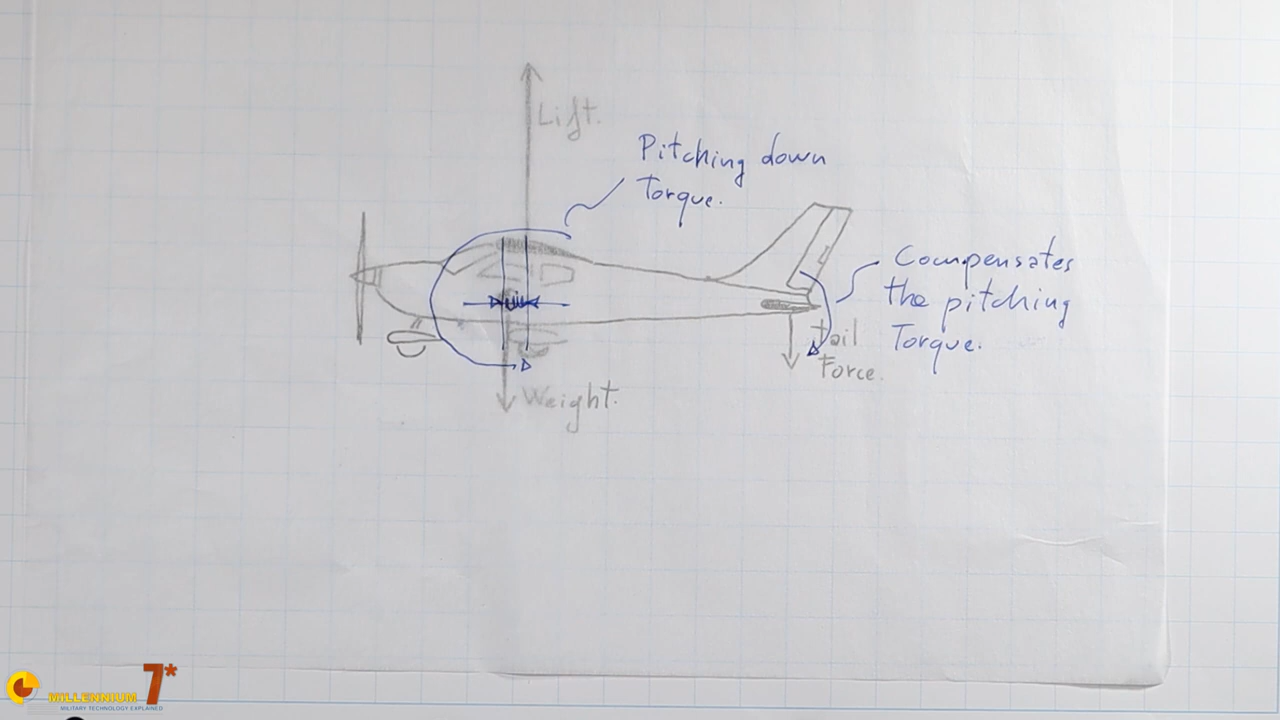 Lift.
Pitching down
Torque.
Compensates
the pitching
Torque.
tail
Force.
Weight.
MILLENNIUM 7*
MILITARY TECHNOLOGY EXPLAINED